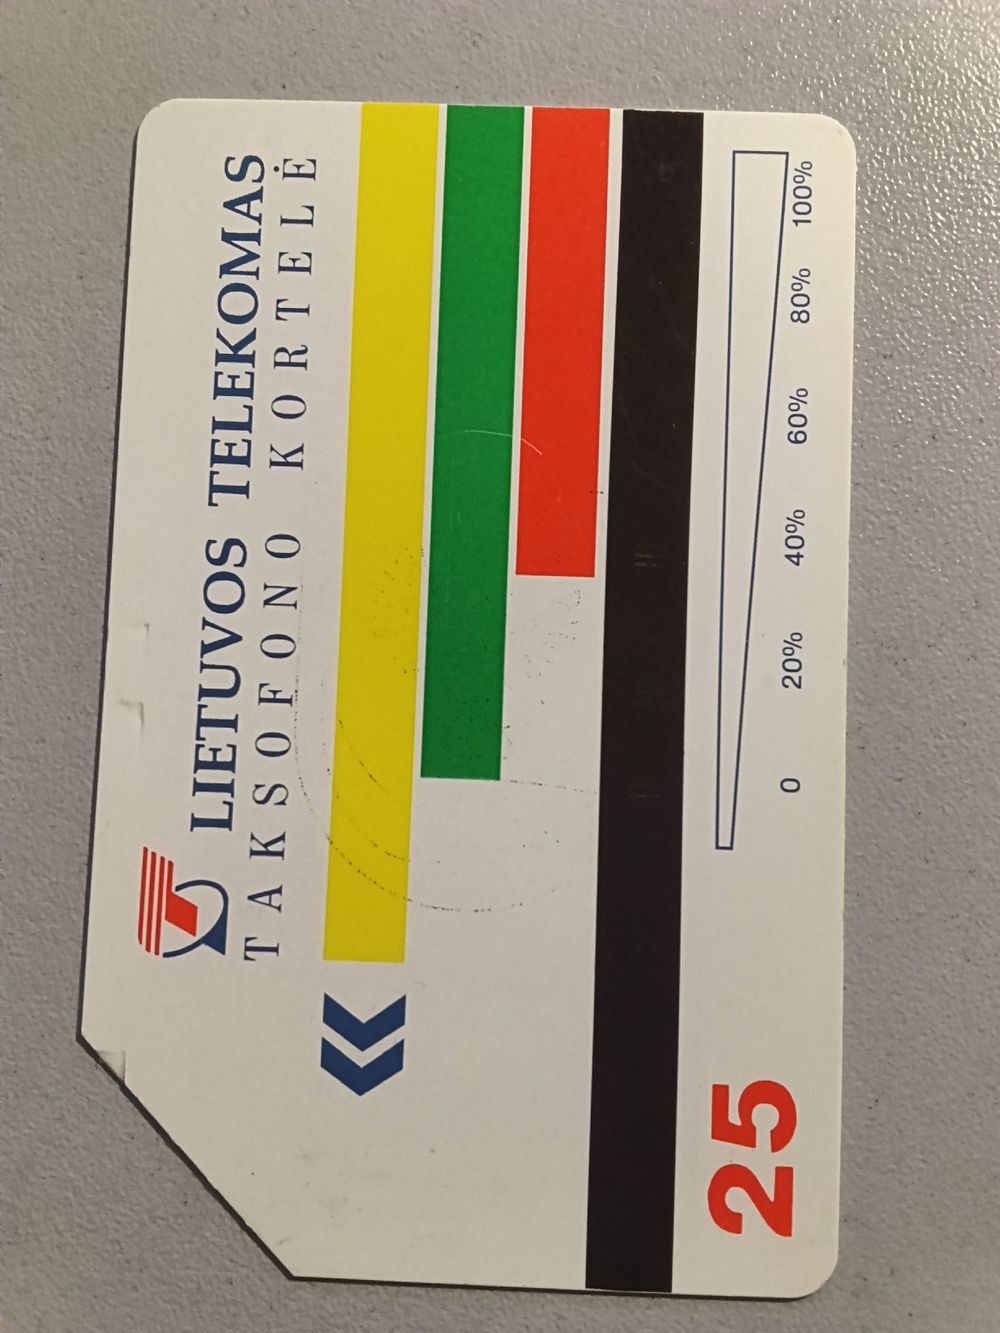 LIETUVOS TELEKOMAS
TAKSOFONO KORTELĖ
25
0 20% 40% 60% 80% 100%